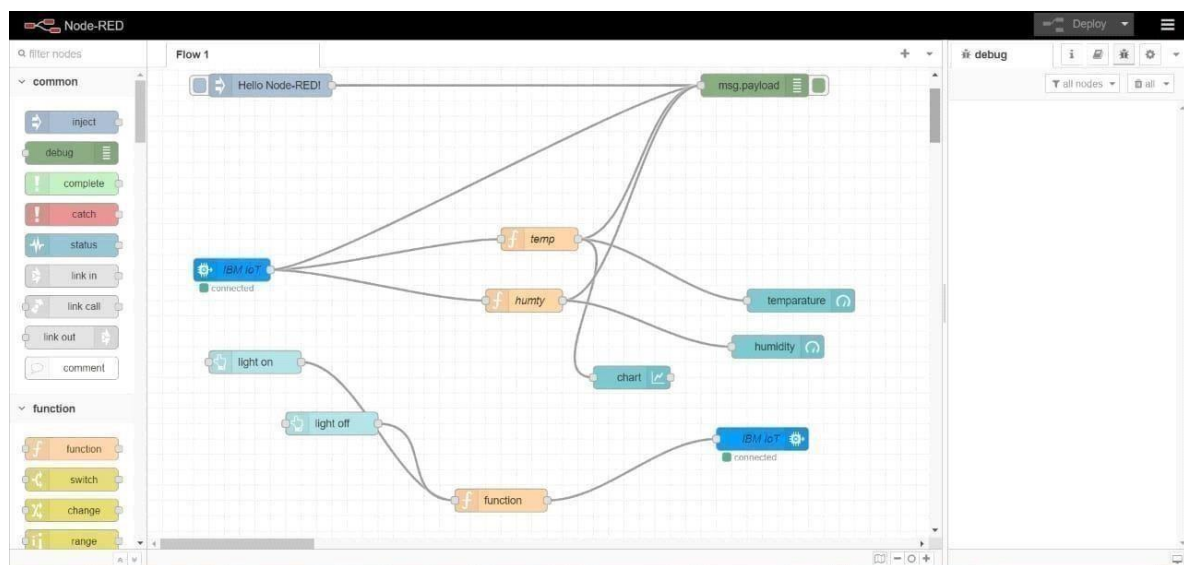 Node-RED
Deploy
filter nodes
common
inject
debug
complete
catch
status
link in
link call
link out
comment
function
function
switch
change
range
Flow 1
Hello Node-RED!
msg.payload
temp
IBM IoT
connected
humty
temparature
humidity
light on
chart
light off
IBM IoT
connected
function
debug
i
all nodes
all